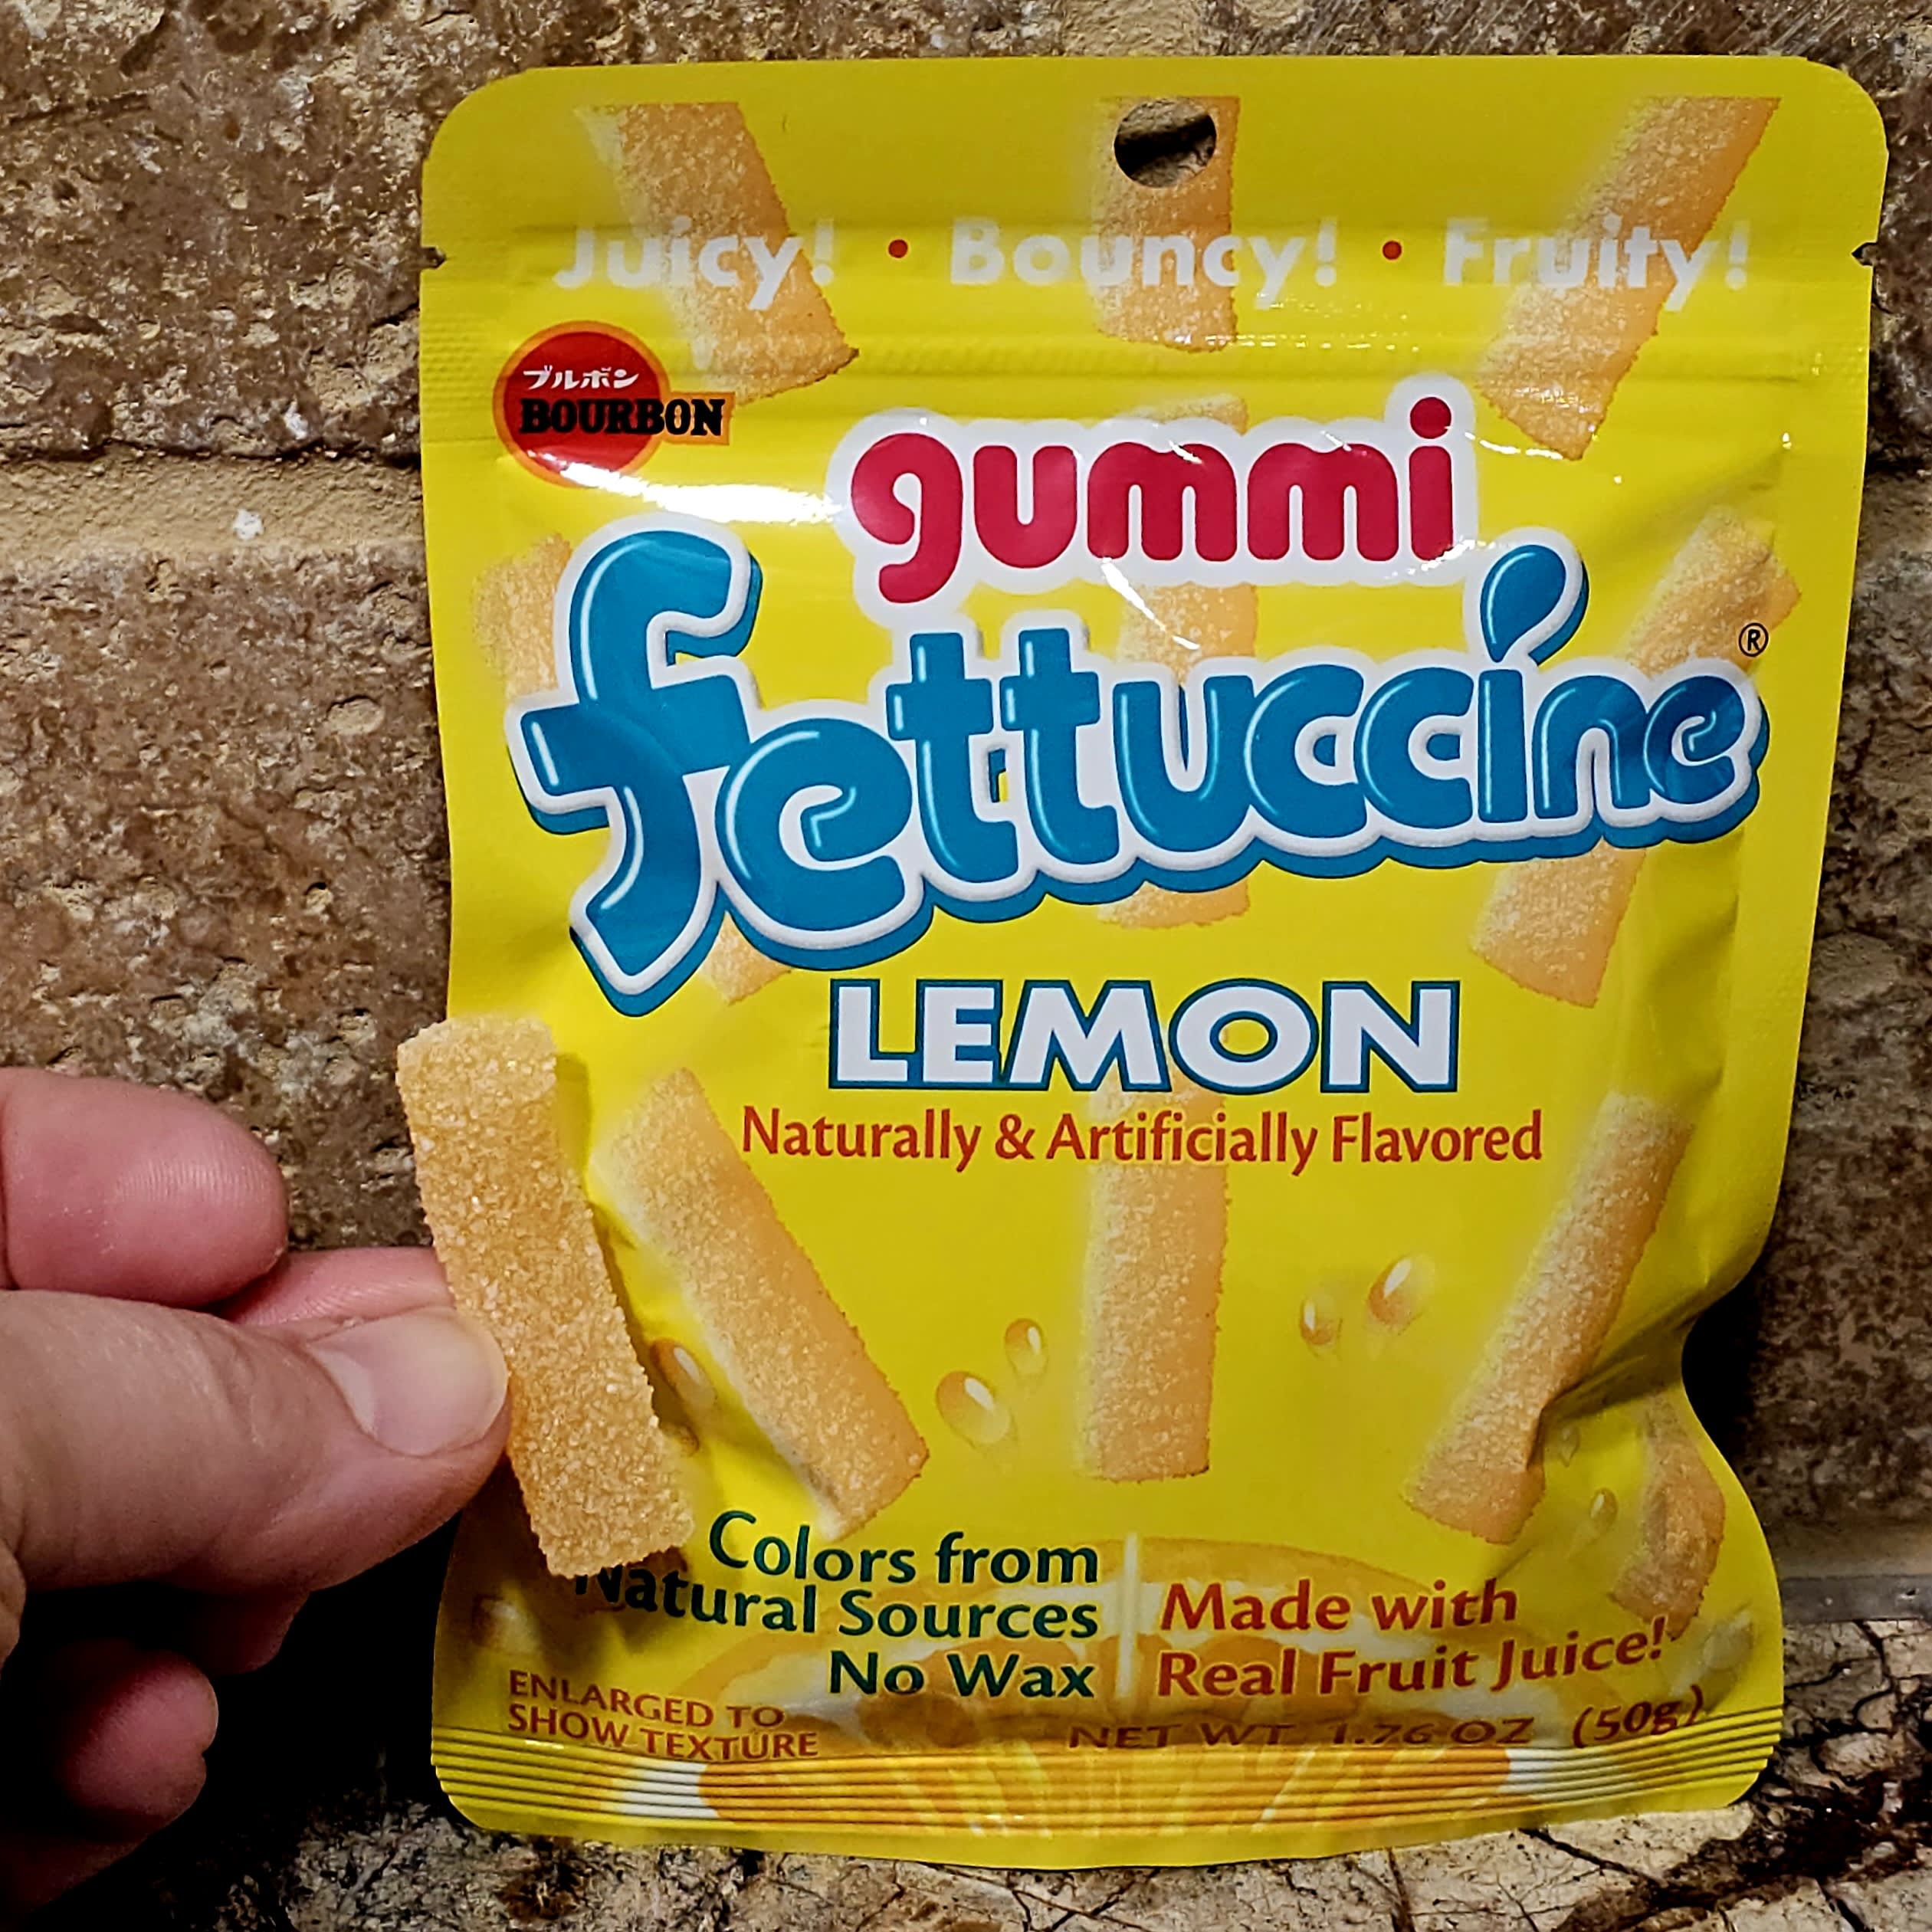 Juicy! • Bouncy! • Fruity!
ブルボン
BOURBON
gummi
fettuccine®
LEMON
Naturally & Artificially Flavored
Colors from
Natural Sources
No Wax
Made with
Real Fruit Juice!
ENLARGED TO
SHOW TEXTURE
NET WT 1.76 OZ (50g)